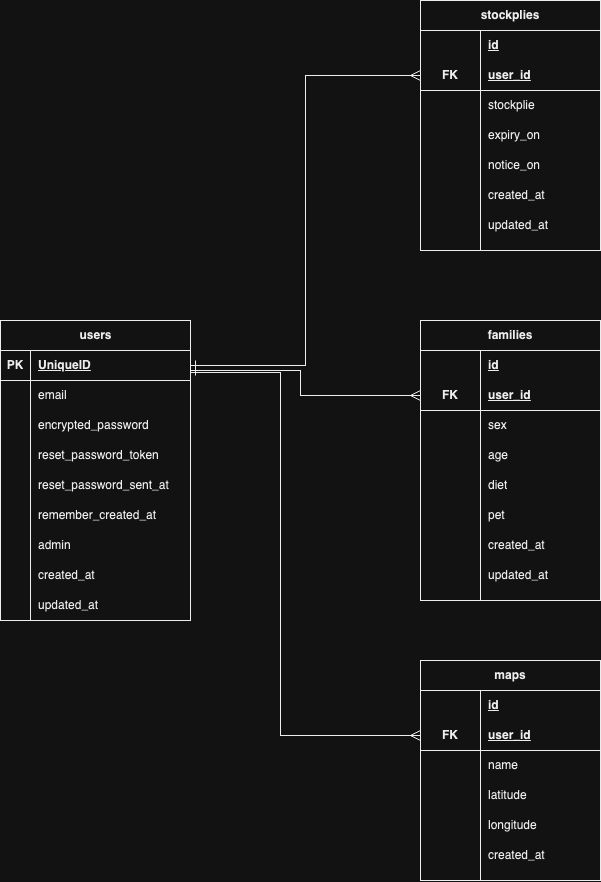 stockplies
id
FK user_id
stockplie
expiry_on
notice_on
created_at
updated_at
users
PK UniqueID
email
encrypted_password
reset_password_token
reset_password_sent_at
remember_created_at
admin
created_at
updated_at
families
id
FK user_id
sex
age
diet
pet
created_at
updated_at
maps
id
FK user_id
name
latitude
longitude
created_at